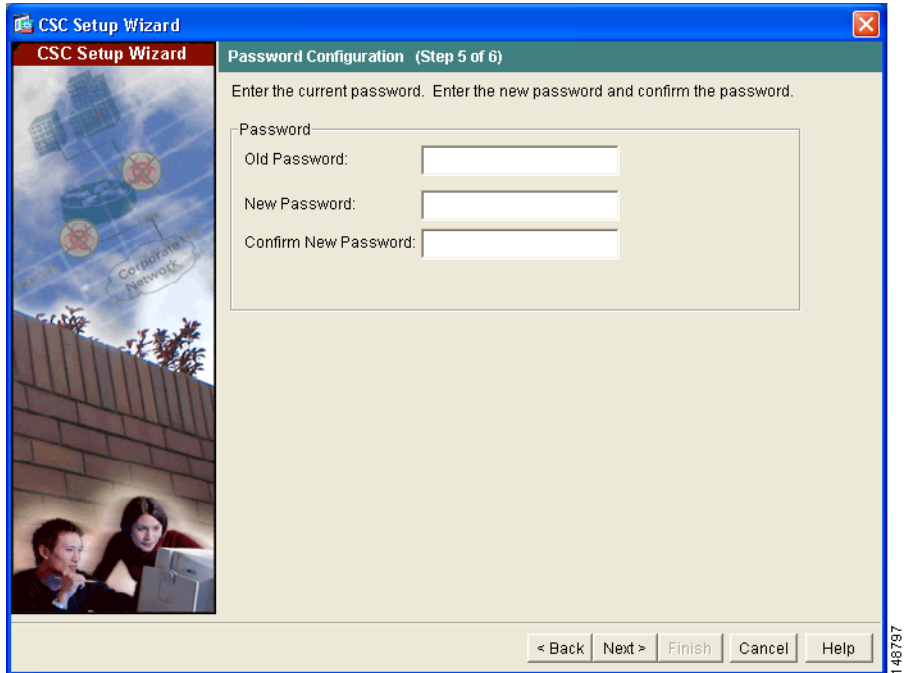 CSC Setup Wizard
CSC Setup Wizard
Password Configuration (Step 5 of 6)
Enter the current password. Enter the new password and confirm the password.
Password
Old Password:
New Password:
Confirm New Password:
Corporate
Network
< Back
Next >
Finish
Cancel
Help
148797